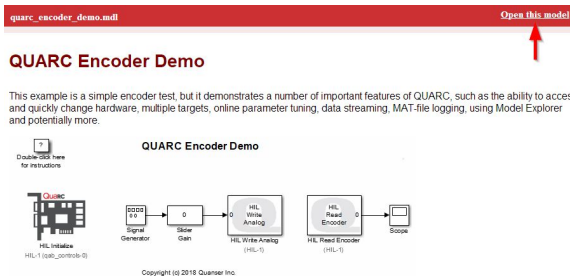 quarc_encoder_demo.mdl
Open this model
QUARC Encoder Demo
This example is a simple encoder test, but it demonstrates a number of important features of QUARC, such as the ability to acces
and quickly change hardware, multiple targets, online parameter tuning, data streaming, MAT-file logging, using Model Explorer
and potentially more.
?
Double-click here
for instructions
QUARC Encoder Demo
QUARC
HIL Initialize
HIL-1 (qab_controls-0)
Signal
Generator
0
Slider
Gain
0
HIL
Write
Analog
HIL Write Analog
(HIL-1)
HIL
Read
Encoder
0
HIL Read Encoder
(HIL-1)
Scope
Copyright (c) 2018 Quanser Inc.